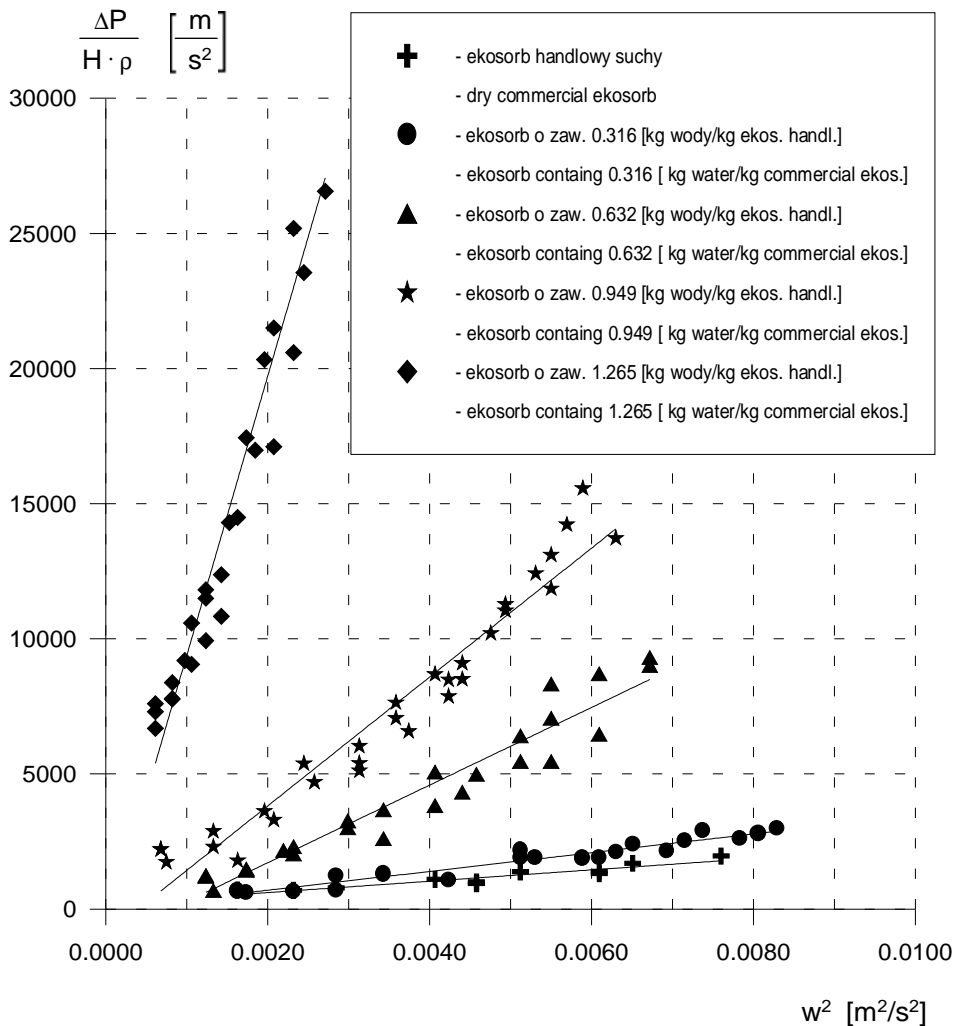 ΔP
H · ρ
[ m
s² ]
- ekosorb handlowy suchy
- dry commercial ekosorb
- ekosorb o zaw. 0.316 [kg wody/kg ekos. handl.]
- ekosorb containg 0.316 [ kg water/kg commercial ekos.]
- ekosorb o zaw. 0.632 [kg wody/kg ekos. handl.]
- ekosorb containg 0.632 [ kg water/kg commercial ekos.]
- ekosorb o zaw. 0.949 [kg wody/kg ekos. handl.]
- ekosorb containg 0.949 [ kg water/kg commercial ekos.]
- ekosorb o zaw. 1.265 [kg wody/kg ekos. handl.]
- ekosorb containg 1.265 [ kg water/kg commercial ekos.]
30000
25000
20000
15000
10000
5000
0
0.0000 0.0020 0.0040 0.0060 0.0080 0.0100
w² [m²/s²]